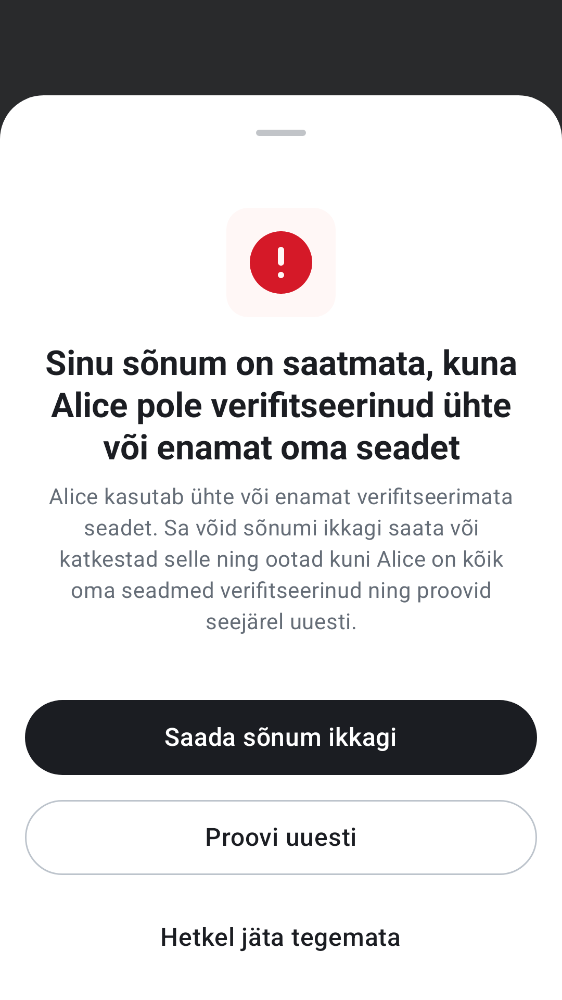 Sinu sõnum on saatmata, kuna
Alice pole verifitseerinud ühte
või enamat oma seadet
Alice kasutab ühte või enamat verifitseerimata
seadet. Sa võid sõnumi ikkagi saata või
katkestad selle ning ootad kuni Alice on kõik
oma seadmed verifitseerinud ning proovid
seejärel uuesti.
Saada sõnum ikkagi
Proovi uuesti
Hetkel jäta tegemata